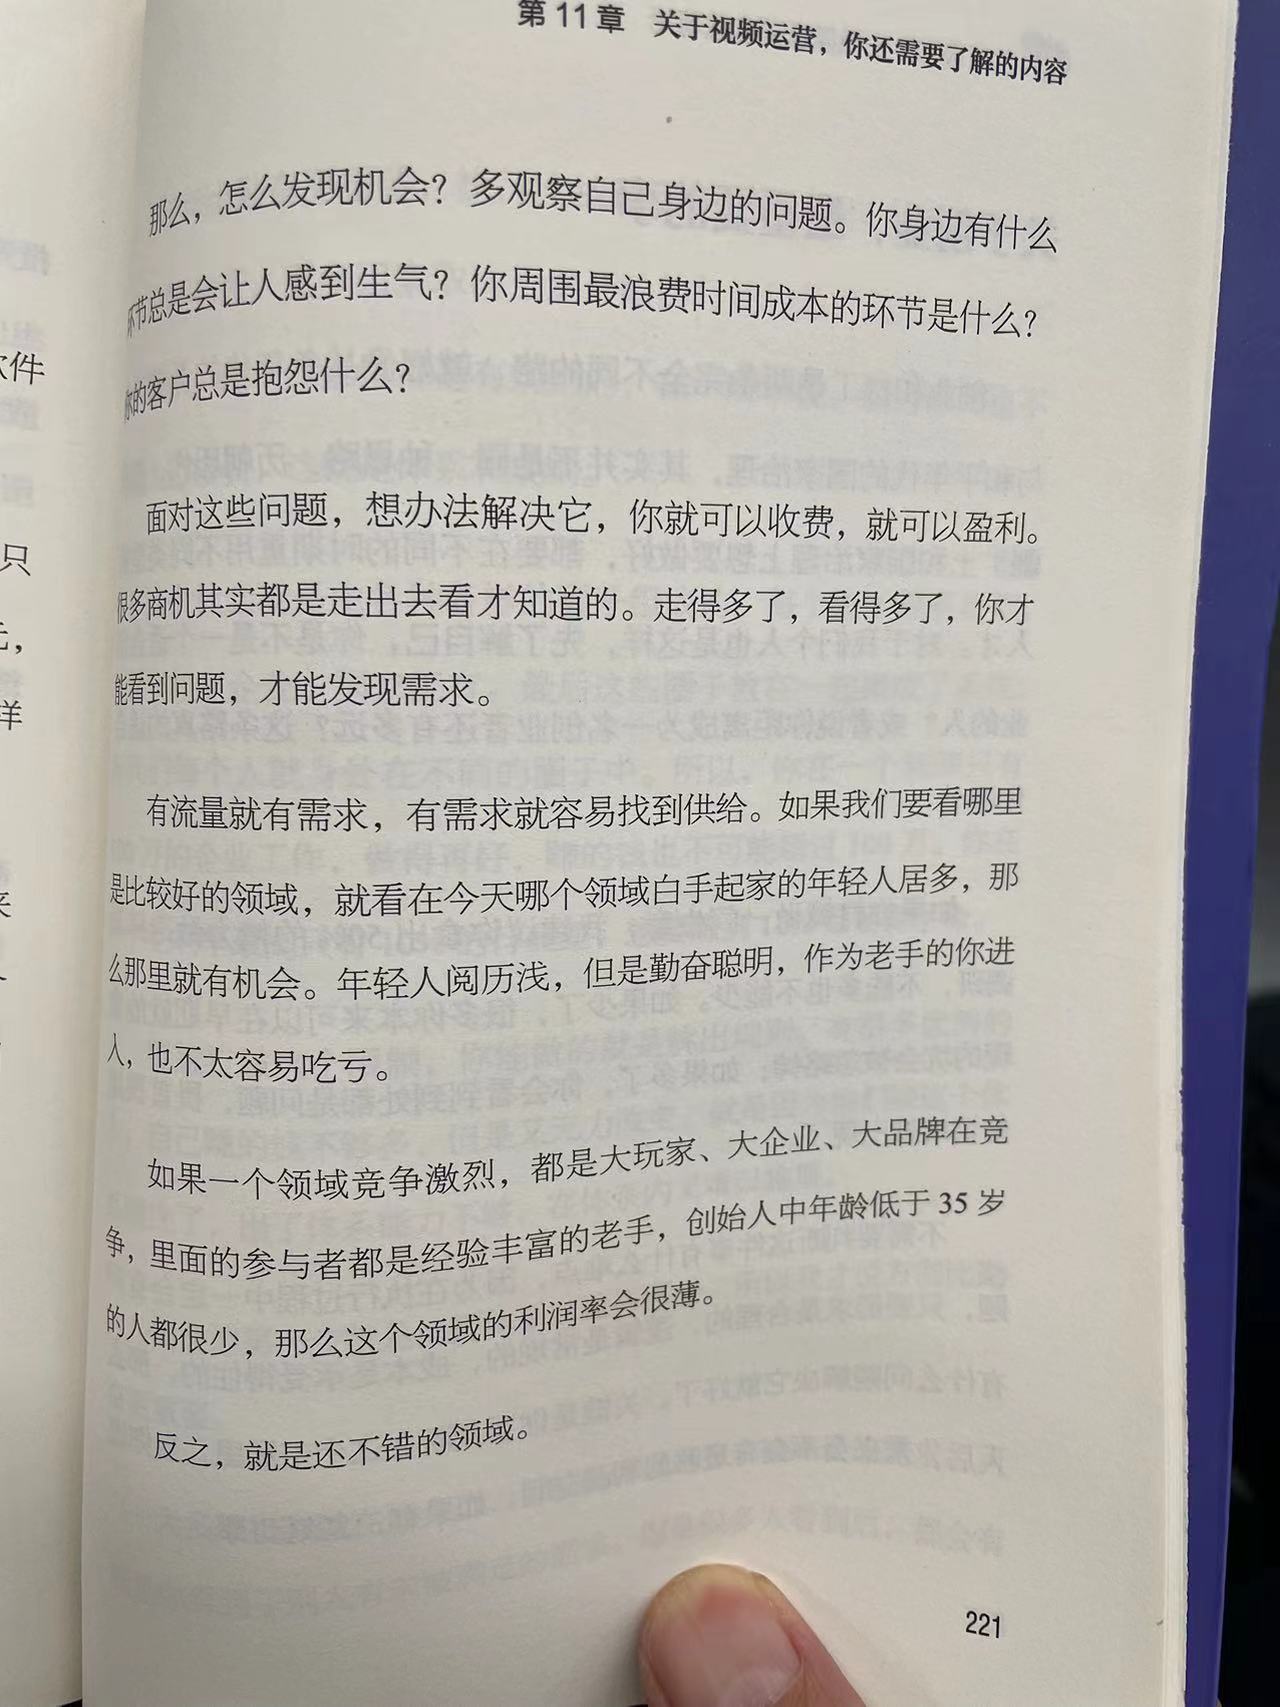 第 11 章 关于视频运营，你还需要了解的内容
那么，怎么发现机会？多观察自己身边的问题。你身边有什么
环节总是会让人感到生气？你周围最浪费时间成本的环节是什么？
你的客户总是抱怨什么？
面对这些问题，想办法解决它，你就可以收费，就可以盈利。
很多商机其实都是走出去看才知道的。走得多了，看得多了，你才
能看到问题，才能发现需求。
有流量就有需求，有需求就容易找到供给。如果我们要看哪里
是比较好的领域，就看在今天哪个领域白手起家的年轻人居多，那
么那里就有机会。年轻人阅历浅，但是勤奋聪明，作为老手的你进
入，也不太容易吃亏。
如果一个领域竞争激烈，都是大玩家、大企业、大品牌在竞
争，里面的参与者都是经验丰富的老手，创始人中年龄低于 35 岁
的人都很少，那么这个领域的利润率会很薄。
反之，就是还不错的领域。
221
件
只
样